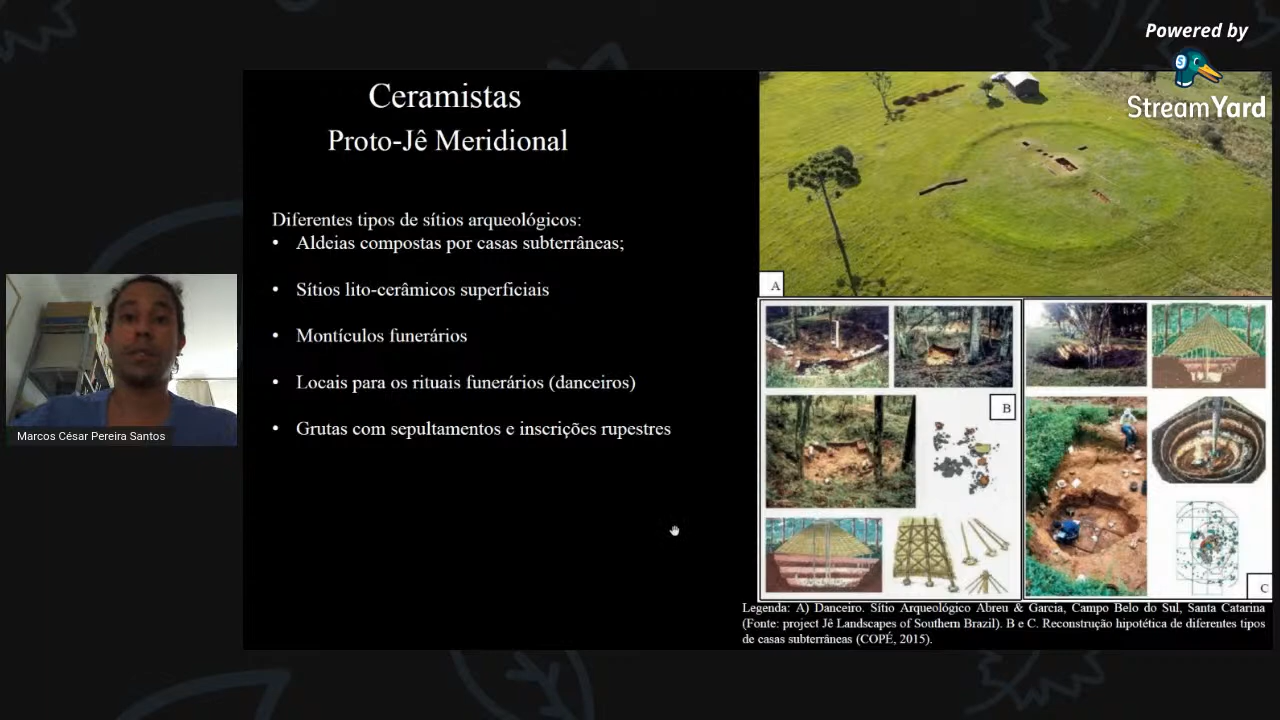 Powered by
StreamYard
Ceramistas
Proto-Jê Meridional
Diferentes tipos de sítios arqueológicos:
• Aldeias compostas por casas subterrâneas;
• Sítios lito-cerâmicos superficiais
• Montículos funerários
• Locais para os rituais funerários (danceiros)
• Grutas com sepultamentos e inscrições rupestres
A
B
C
Legenda: A) Danceiro. Sítio Arqueológico Abreu & Garcia, Campo Belo do Sul, Santa Catarina
(Fonte: project Jê Landscapes of Southern Brazil). B e C. Reconstrução hipotética de diferentes tipos
de casas subterrâneas (COPÉ, 2015).
Marcos César Pereira Santos